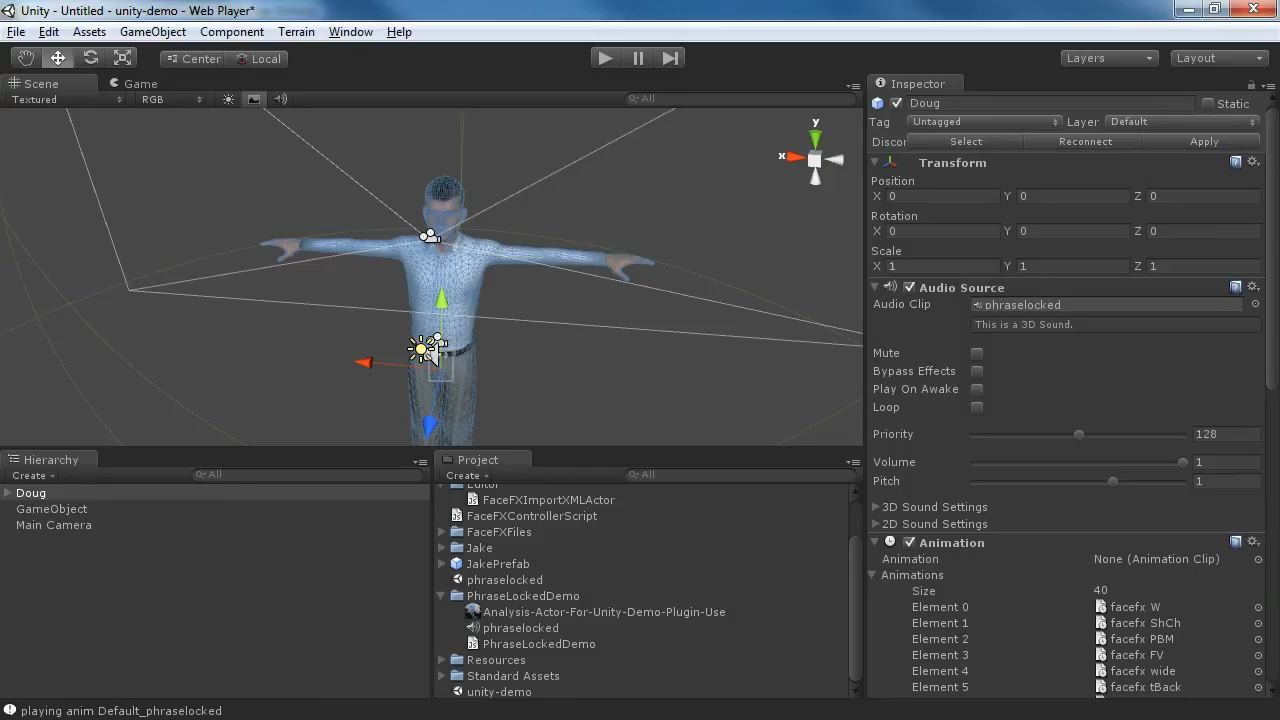 Unity - Untitled - unity-demo - Web Player*
File Edit Assets GameObject Component Terrain Window Help
Center Local Layers Layout
Scene Game
Textured RGB All
y
x
Inspector
Doug Static
Tag Untagged Layer Default
Discor Select Reconnect Apply
Transform
Position
X 0 Y 0 Z 0
Rotation
X 0 Y 0 Z 0
Scale
X 1 Y 1 Z 1
Audio Source
Audio Clip phraselocked
This is a 3D Sound.
Mute
Bypass Effects
Play On Awake
Loop
Priority 128
Volume 1
Pitch 1
3D Sound Settings
2D Sound Settings
Animation
Animation None (Animation Clip)
Animations
Size 40
Element 0 facefx W
Element 1 facefx ShCh
Element 2 facefx PBM
Element 3 facefx FV
Element 4 facefx wide
Element 5 facefx tBack
Hierarchy
Create All
Doug
GameObject
Main Camera
Project
Create All
Editor
FaceFXImportXMLActor
FaceFXControllerScript
FaceFXFiles
Jake
JakePrefab
phraselocked
PhraseLockedDemo
Analysis-Actor-For-Unity-Demo-Plugin-Use
phraselocked
PhraseLockedDemo
Resources
Standard Assets
unity-demo
playing anim Default_phraselocked